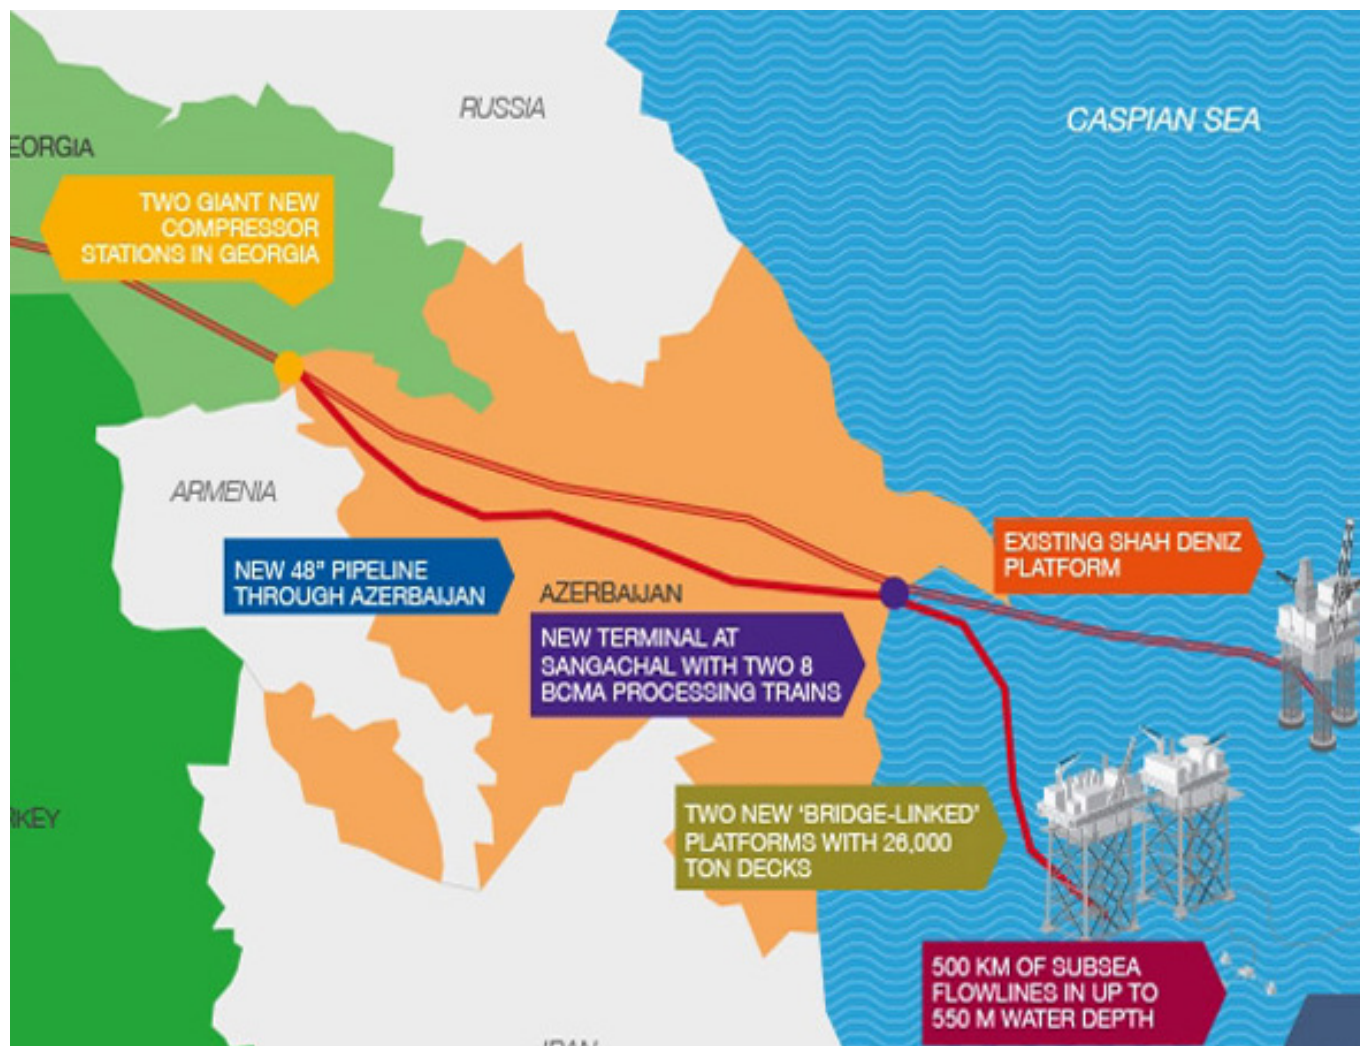 RUSSIA
CASPIAN SEA
EORGIA
TWO GIANT NEW
COMPRESSOR
STATIONS IN GEORGIA
ARMENIA
EXISTING SHAH DENIZ
PLATFORM
NEW 48" PIPELINE
THROUGH AZERBAIJAN
AZERBAIJAN
NEW TERMINAL AT
SANGACHAL WITH TWO 8
BCMA PROCESSING TRAINS
RKEY
TWO NEW 'BRIDGE-LINKED'
PLATFORMS WITH 26,000
TON DECKS
500 KM OF SUBSEA
FLOWLINES IN UP TO
550 M WATER DEPTH
IRAN